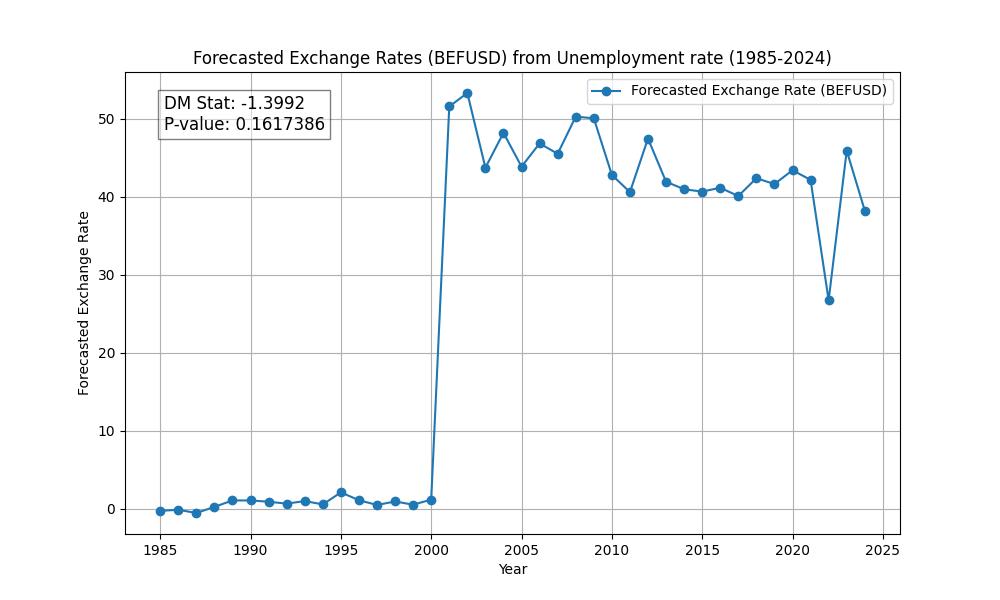 Forecasted Exchange Rates (BEFUSD) from Unemployment rate (1985-2024)
DM Stat: -1.3992
P-value: 0.1617386
Forecasted Exchange Rate (BEFUSD)
Forecasted Exchange Rate
50
40
30
20
10
0
1985 1990 1995 2000 2005 2010 2015 2020 2025
Year